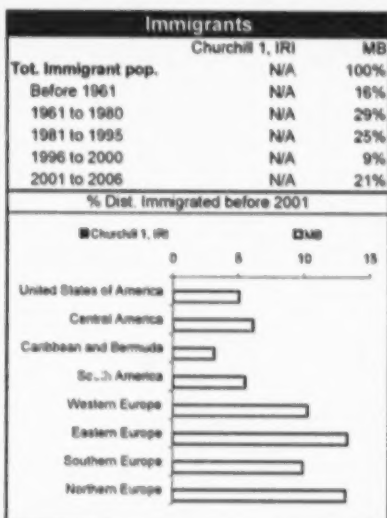 Immigrants
Churchill 1, IRI MB
Tot. Immigrant pop. N/A 100%
Before 1961 N/A 16%
1961 to 1980 N/A 29%
1981 to 1995 N/A 25%
1996 to 2000 N/A 9%
2001 to 2006 N/A 21%
% Dist. Immigrated before 2001
Churchill 1, IRI MB
0 5 10 15
United States of America
Central America
Caribbean and Bermuda
America
Western Europe
Eastern Europe
Southern Europe
Northern Europe